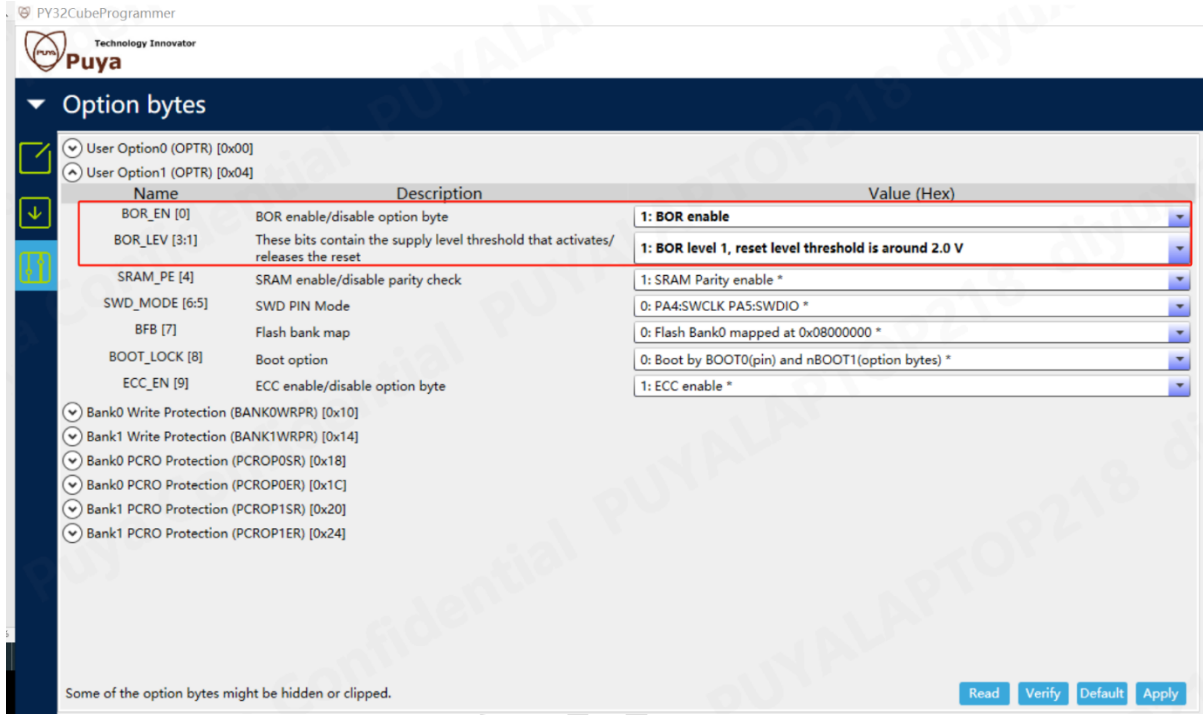 PY32CubeProgrammer
Technology Innovator
PUYA
Puya
Option bytes
User Option0 (OPTR) [0x00]
User Option1 (OPTR) [0x04]
Name Description Value (Hex)
BOR_EN [0] BOR enable/disable option byte 1: BOR enable
BOR_LEV [3:1] These bits contain the supply level threshold that activates/
releases the reset 1: BOR level 1, reset level threshold is around 2.0 V
SRAM_PE [4] SRAM enable/disable parity check 1: SRAM Parity enable *
SWD_MODE [6:5] SWD PIN Mode 0: PA4:SWCLK PA5:SWDIO *
BFB [7] Flash bank map 0: Flash Bank0 mapped at 0x08000000 *
BOOT_LOCK [8] Boot option 0: Boot by BOOT0(pin) and nBOOT1(option bytes) *
ECC_EN [9] ECC enable/disable option byte 1: ECC enable *
Bank0 Write Protection (BANK0WRPR) [0x10]
Bank1 Write Protection (BANK1WRPR) [0x14]
Bank0 PCRO Protection (PCROP0SR) [0x18]
Bank0 PCRO Protection (PCROP0ER) [0x1C]
Bank1 PCRO Protection (PCROP1SR) [0x20]
Bank1 PCRO Protection (PCROP1ER) [0x24]
Some of the option bytes might be hidden or clipped.
Read Verify Default Apply